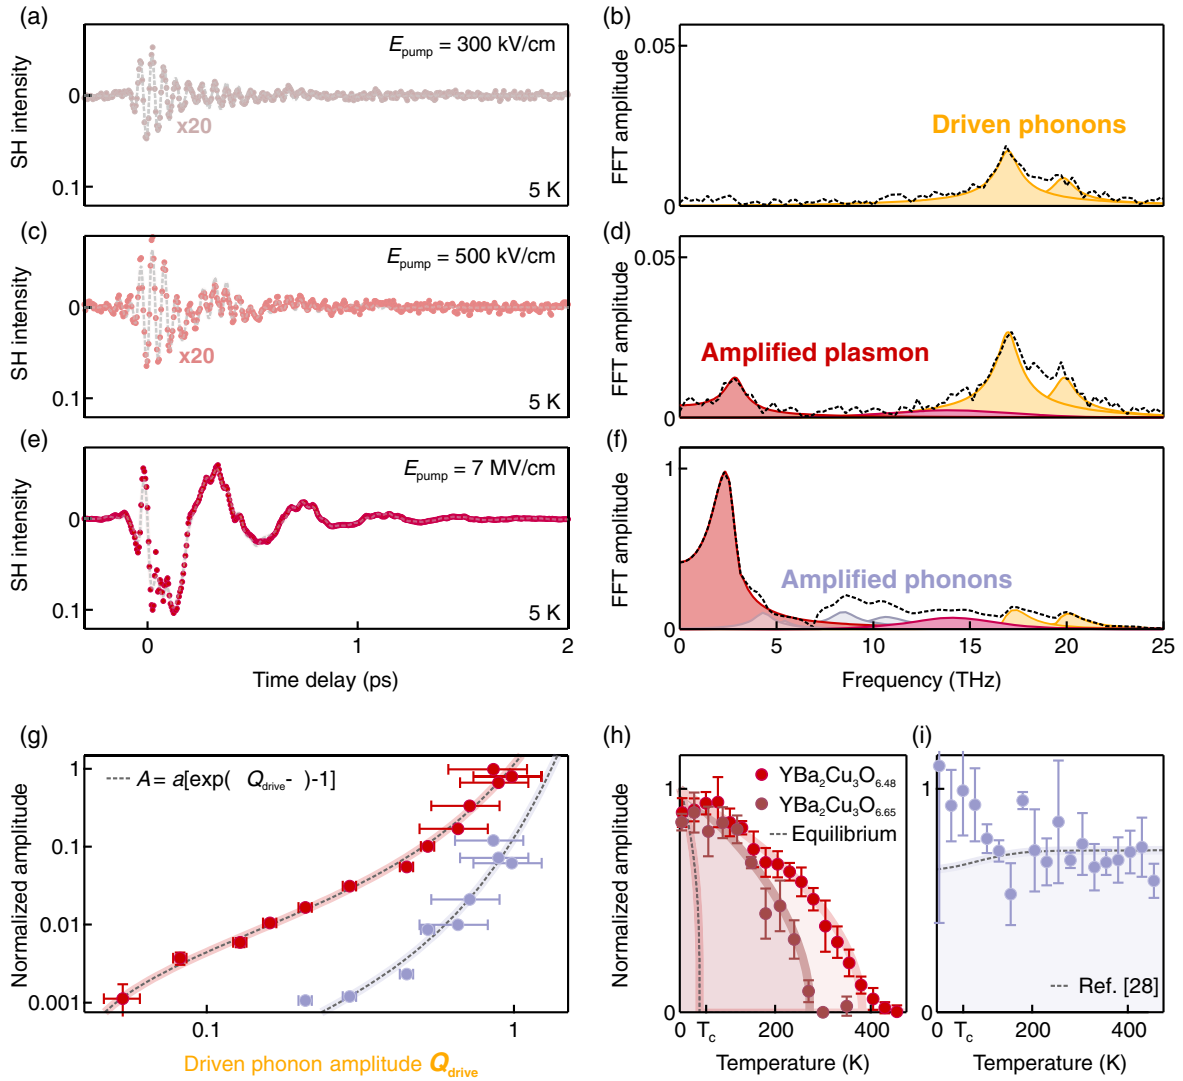 (a)
SH intensity
0
0.1
E_pump = 300 kV/cm
x20
5 K
(b)
FFT amplitude
0.05
0
Driven phonons
(c)
SH intensity
0
0.1
E_pump = 500 kV/cm
x20
5 K
(d)
FFT amplitude
0.05
0
Amplified plasmon
(e)
SH intensity
0
0.1
E_pump = 7 MV/cm
5 K
0 1 2
Time delay (ps)
(f)
FFT amplitude
1
0
Amplified phonons
0 5 10 15 20 25
Frequency (THz)
(g)
Normalized amplitude
1
0.1
0.01
0.001
A = a[exp( Q_drive- )-1]
0.1 1
Driven phonon amplitude Q_drive
(h)
Normalized amplitude
1
0
YBa₂Cu₃O₆.₄₈
YBa₂Cu₃O₆.₆₅
Equilibrium
0 T_c 200 400
Temperature (K)
(i)
1
0
Ref. [28]
0 T_c 200 400
Temperature (K)